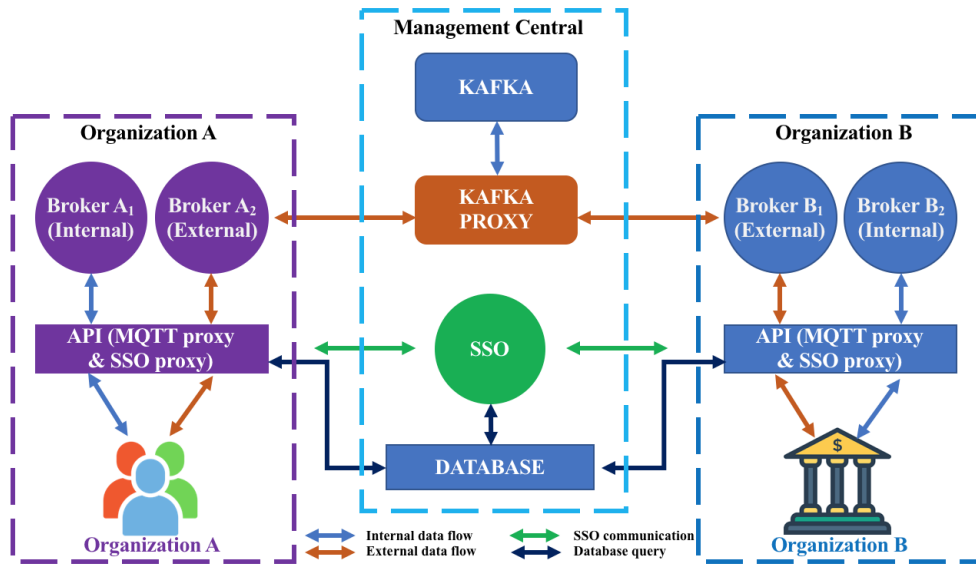 Management Central
KAFKA
KAFKA
PROXY
SSO
DATABASE
Organization A
Broker A₁
(Internal)
Broker A₂
(External)
API (MQTT proxy
& SSO proxy)
Organization A
Organization B
Broker B₁
(External)
Broker B₂
(Internal)
API (MQTT proxy
& SSO proxy)
$
Organization B
Internal data flow
External data flow
SSO communication
Database query